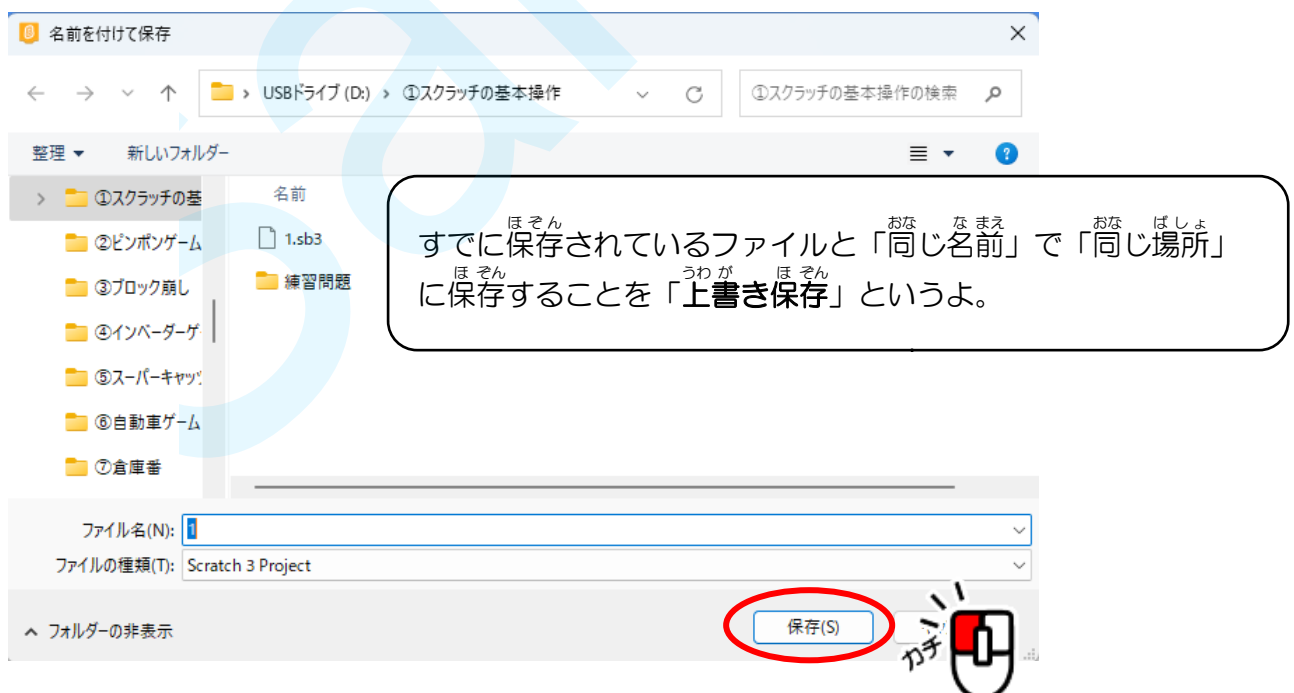 名前を付けて保存
USBドライブ (D:) › ①スクラッチの基本操作
①スクラッチの基本操作の検索
整理
新しいフォルダー
①スクラッチの基
名前
②ピンポンゲーム
1.sb3
③ブロック崩し
練習問題
④インベーダーゲ
⑤スーパーキャッ
⑥自動車ゲーム
⑦倉庫番
ほぞん おな なまえ おな ばしょ
すでに保存されているファイルと「同じ名前」で「同じ場所」
ほぞん うわが ほぞん
に保存することを「上書き保存」というよ。
ファイル名(N): 1
ファイルの種類(T): Scratch 3 Project
フォルダーの非表示
保存(S)
カチ